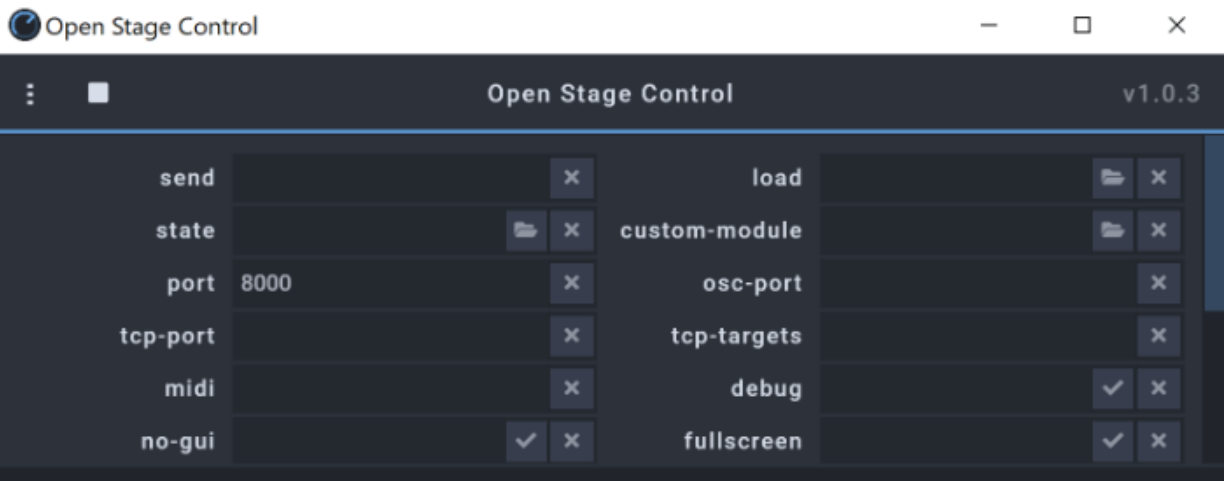 Open Stage Control
Open Stage Control v1.0.3
send load
state custom-module
port 8000 osc-port
tcp-port tcp-targets
midi debug
no-gui fullscreen